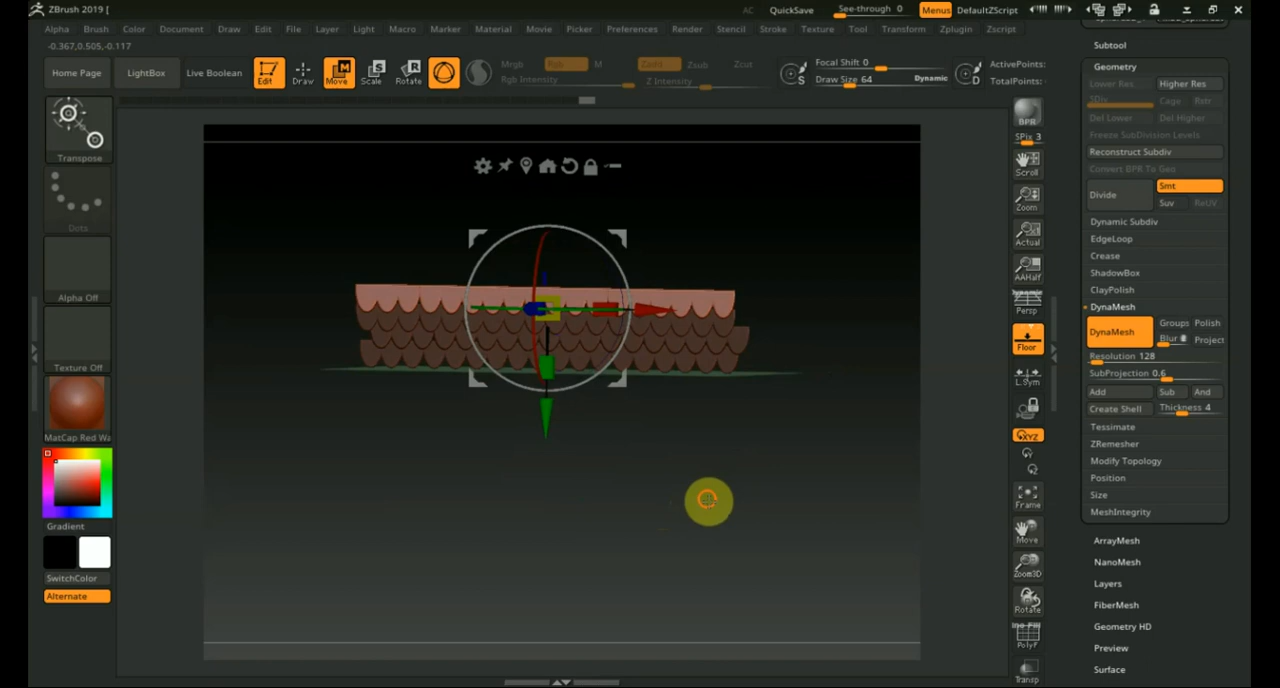 ZBrush 2019 [
AC QuickSave See-through 0 Menus DefaultZScript
Alpha Brush Color Document Draw Edit File Layer Light Macro Marker Material Movie Picker Preferences Render Stencil Stroke Texture Tool Transform Zplugin Zscript
-0.367,0.505,-0.117
Home Page LightBox Live Boolean Edit Draw Move Scale Rotate
Mrgb Rgb M Zadd Zsub Zcut
Rgb Intensity Z Intensity
Focal Shift 0
Draw Size 64 Dynamic
ActivePoints:
TotalPoints:
Transpose
Dots
Alpha Off
Texture Off
MatCap Red Wa
Gradient
SwitchColor
Alternate
BPR
SPix 3
Scroll
Zoom
Actual
AAHalf
Dynamic
Persp
Floor
L.Sym
XYZ
Frame
Move
Zoom3D
Rotate
Line Fill
PolyF
Transp
Subtool
Geometry
Lower Res Higher Res
SDiv Cage Rstr
Del Lower Del Higher
Freeze SubDivision Levels
Reconstruct Subdiv
Convert BPR To Geo
Divide Smt
Suv ReUV
Dynamic Subdiv
EdgeLoop
Crease
ShadowBox
ClayPolish
DynaMesh
DynaMesh Groups Polish
Blur Project
Resolution 128
SubProjection 0.6
Add Sub And
Create Shell Thickness 4
Tessimate
ZRemesher
Modify Topology
Position
Size
MeshIntegrity
ArrayMesh
NanoMesh
Layers
FiberMesh
Geometry HD
Preview
Surface